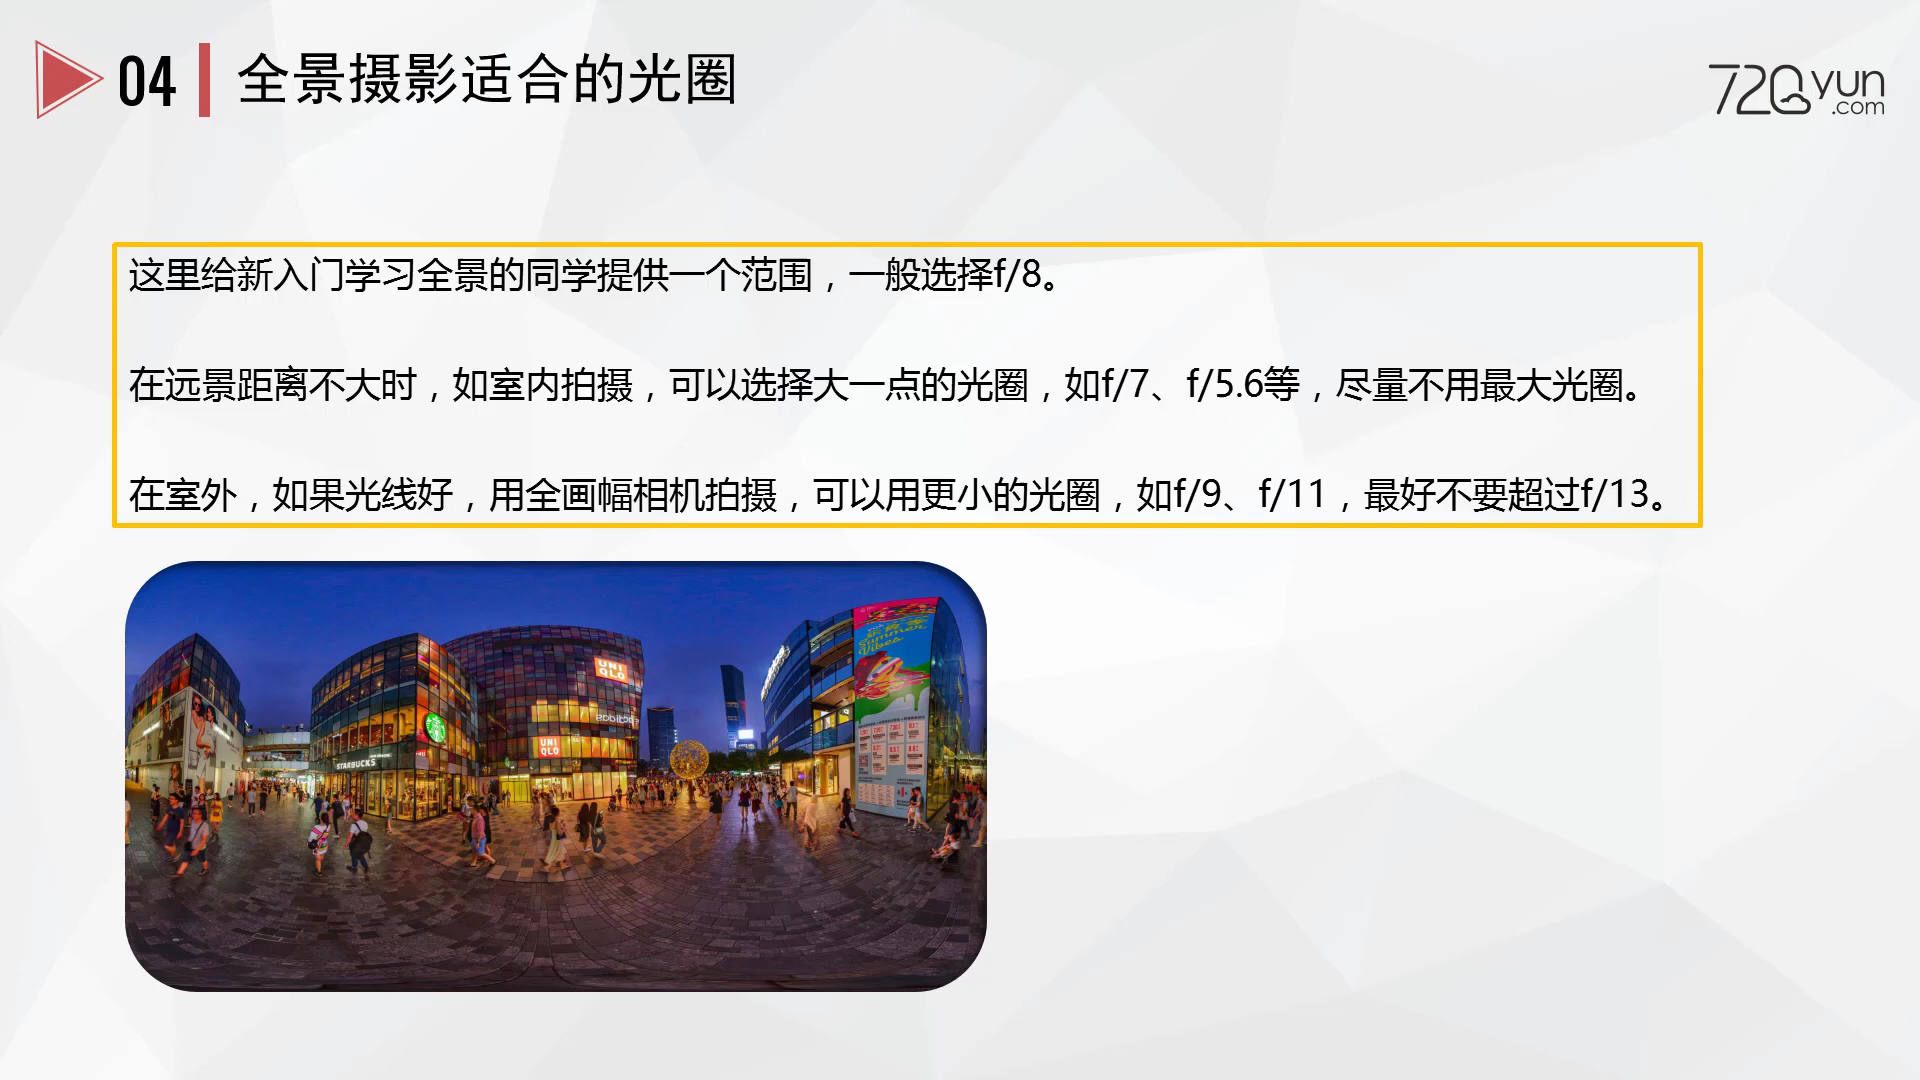 04 全景摄影适合的光圈
720yun
.com
这里给新入门学习全景的同学提供一个范围，一般选择f/8。
在远景距离不大时，如室内拍摄，可以选择大一点的光圈，如f/7、f/5.6等，尽量不用最大光圈。
在室外，如果光线好，用全画幅相机拍摄，可以用更小的光圈，如f/9、f/11，最好不要超过f/13。
UNI
QLO
adidas
UNI
QLO
STARBUCKS
Summer
Vibes